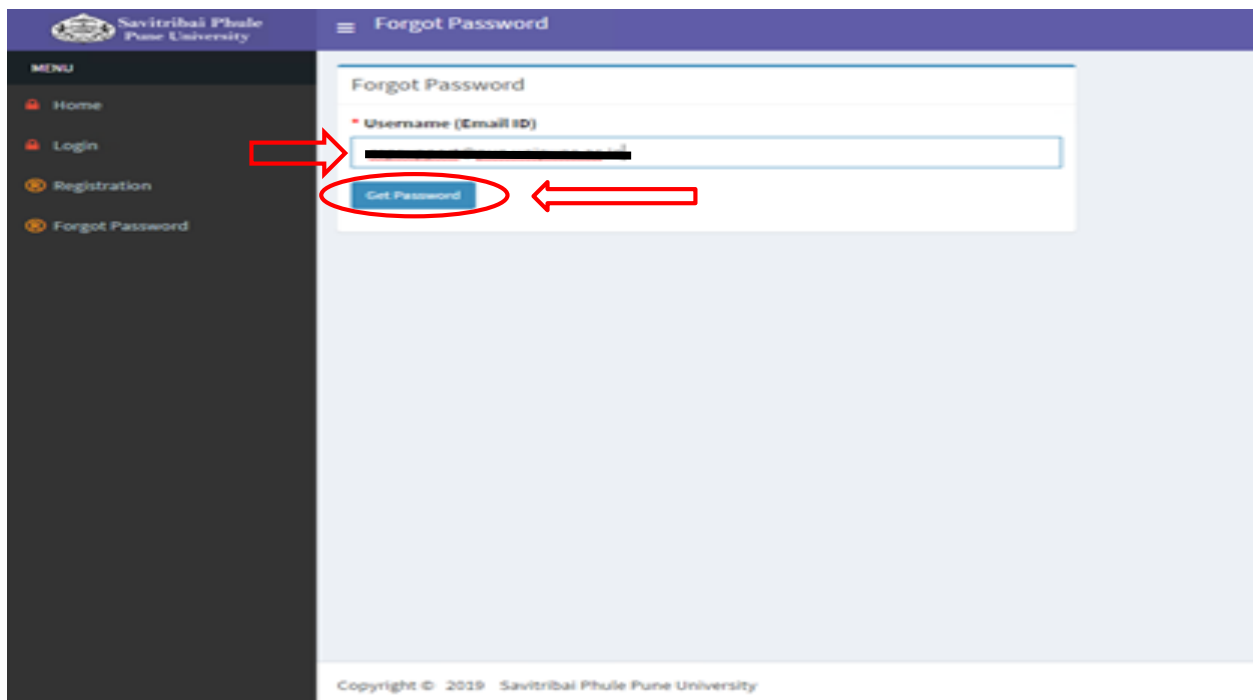 Savitribai Phule
Pune University
Forgot Password
MENU
Home
Login
Registration
Forgot Password
Forgot Password
* Username (Email ID)
Get Password
Copyright © 2019 Savitribai Phule Pune University